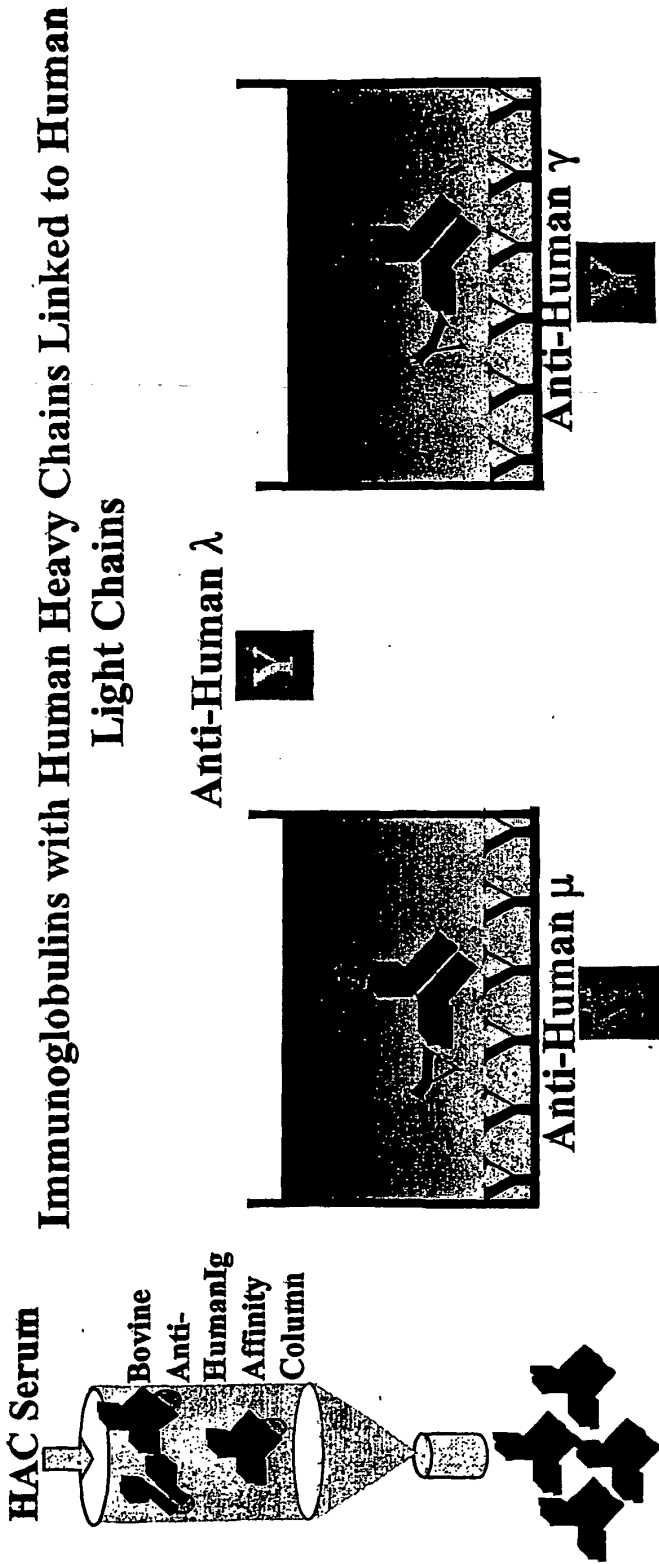 HAC Serum
Bovine
Anti-
HumanIg
Affinity
Column
Immunoglobulins with Human Heavy Chains Linked to Human
Light Chains
Anti-Human λ
Anti-Human μ
Anti-Human γ